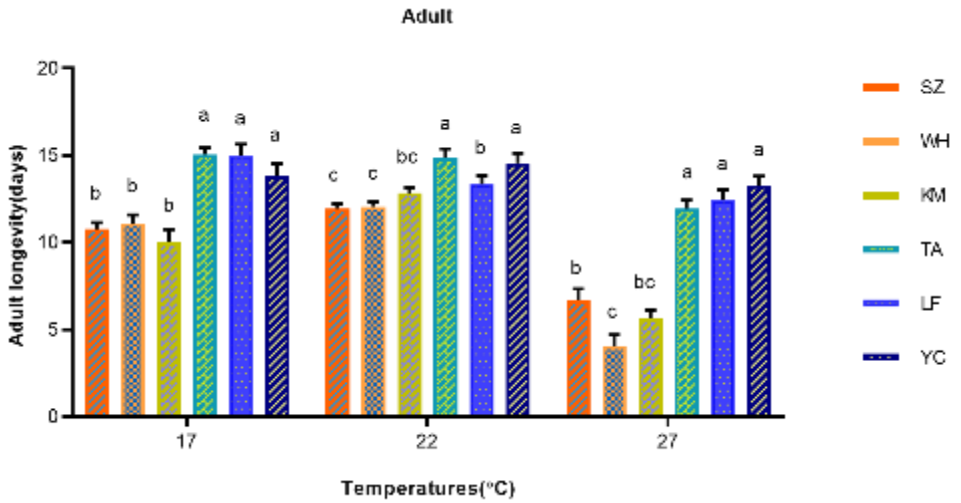 Adult
Adult longevity(days)
20
15
10
5
0
b
b
b
a
a
a
c
c
bc
a
b
a
b
c
bc
a
a
a
17
22
27
Temperatures(°C)
SZ
WH
KM
TA
LF
YC